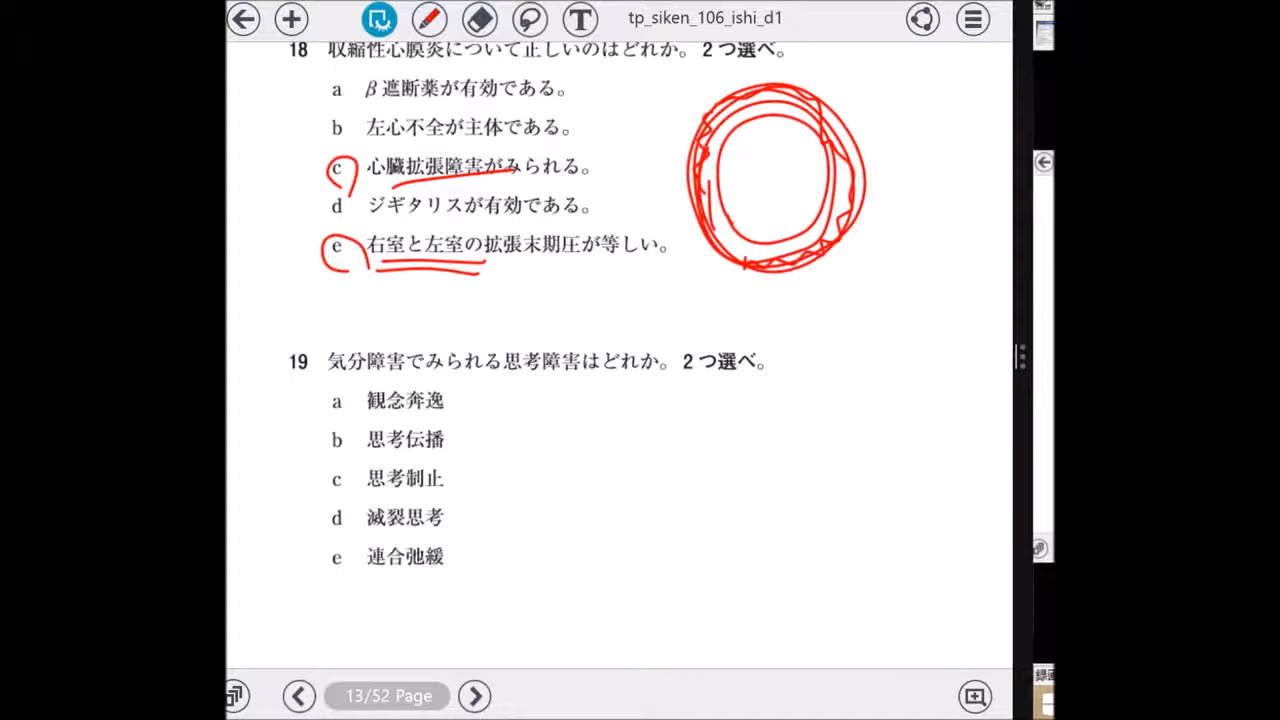 tp_siken_106_ishi_d1
18 収縮性心膜炎について正しいのはどれか。2つ選べ。
a β遮断薬が有効である。
b 左心不全が主体である。
c 心臓拡張障害がみられる。
d ジギタリスが有効である。
e 右室と左室の拡張末期圧が等しい。
19 気分障害でみられる思考障害はどれか。2つ選べ。
a 観念奔逸
b 思考伝播
c 思考制止
d 滅裂思考
e 連合弛緩
13/52 Page